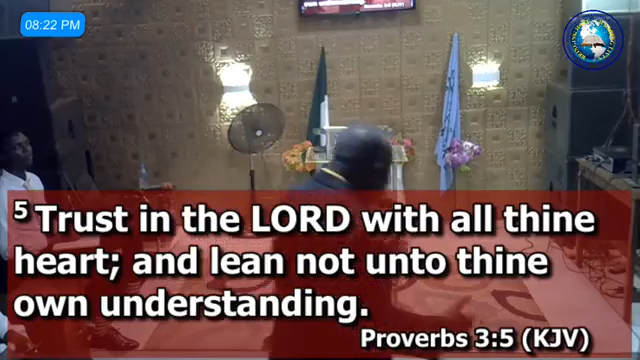 08:22 PM
5 Trust in the LORD with all thine
heart; and lean not unto thine
own understanding.
Proverbs 3:5 (KJV)